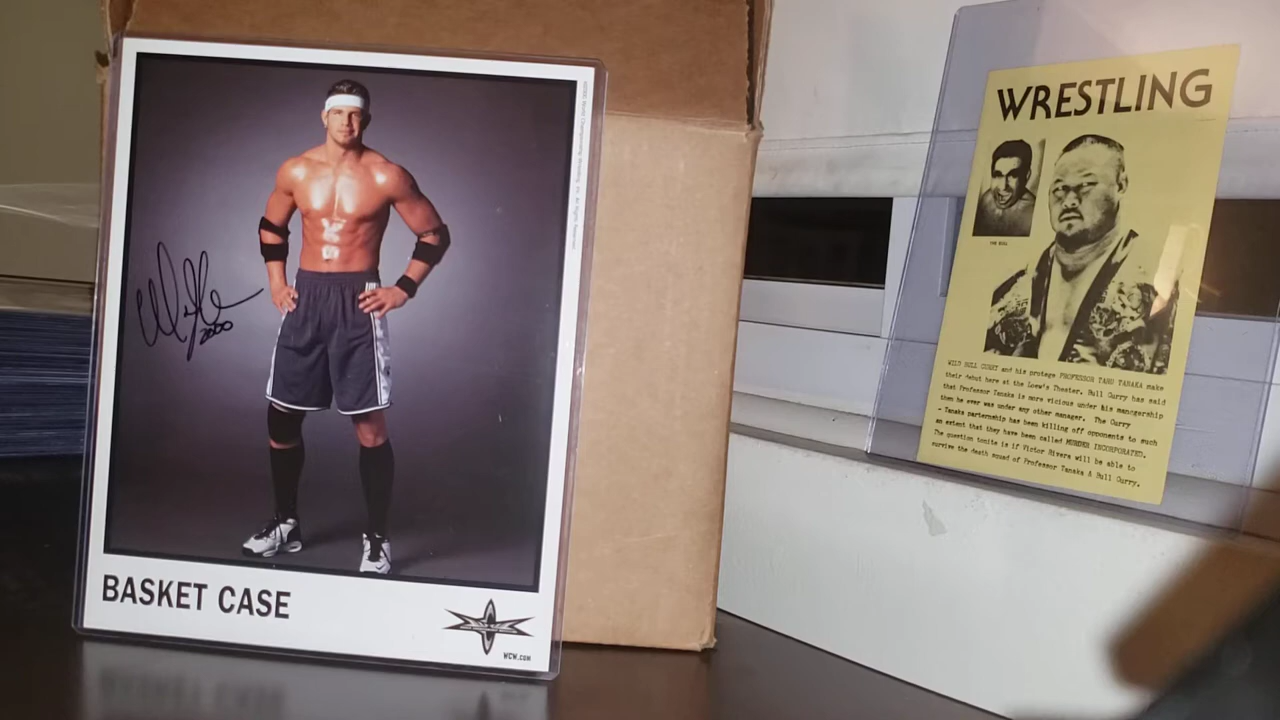 2000
BASKET CASE
WCW.COM
WRESTLING
WILD BULL CURRY and his protege PROFESSOR TARU TANAKA make
their debut here at the Loew's Theater. Bull Curry has said
that Professor Tanaka is more vicious under his managership
then he ever was under any other manager. The Curry
- Tanaka parternship has been killing off opponents to such
an extent that they have been called MURDER INCORPORATED.
The question tonite is if Victor Rivera will be able to
survive the death squad of Professor Tanaka & Bull Curry.